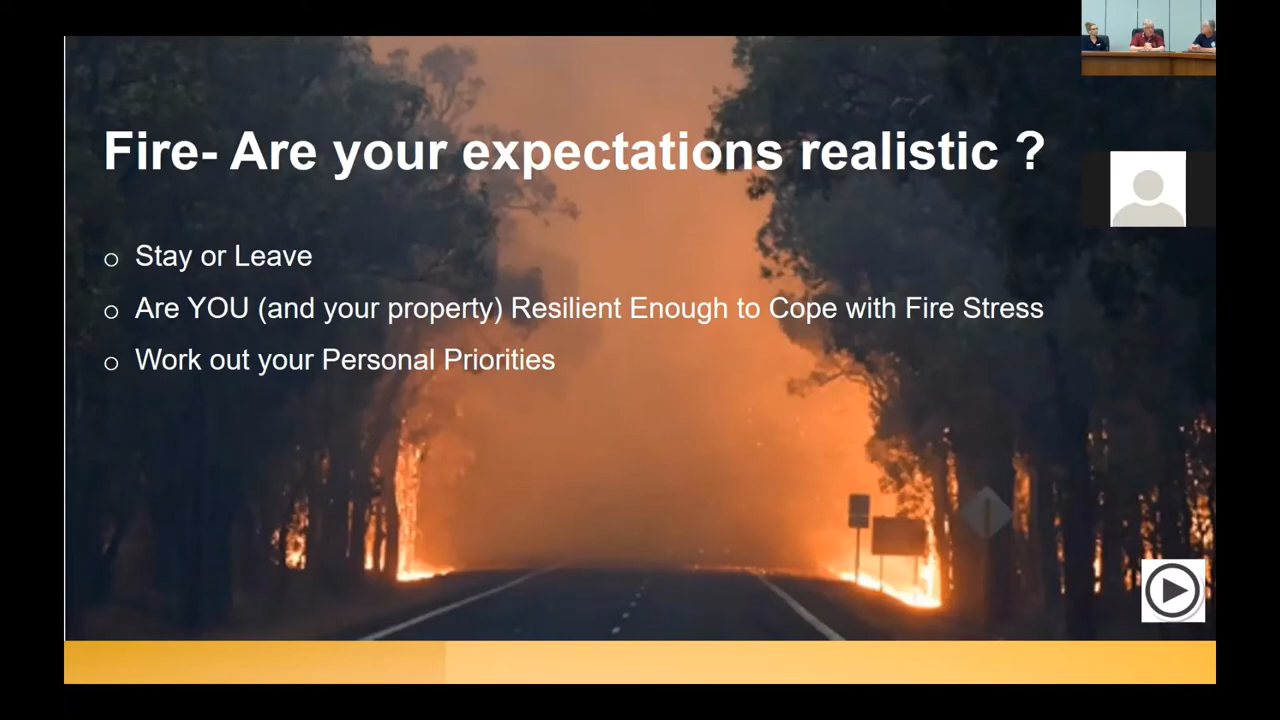 Fire- Are your expectations realistic ?
Stay or Leave
Are YOU (and your property) Resilient Enough to Cope with Fire Stress
Work out your Personal Priorities